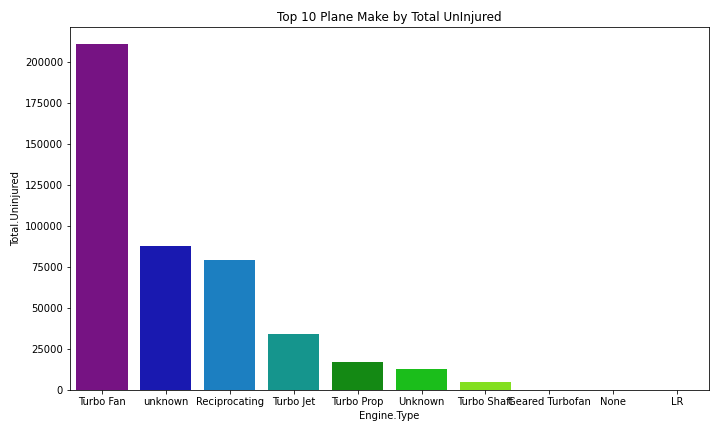 Top 10 Plane Make by Total UnInjured
200000
175000
150000
125000
100000
75000
50000
25000
0
Total.Uninjured
Turbo Fan unknown Reciprocating Turbo Jet Turbo Prop Unknown Turbo Shaft Geared Turbofan None LR
Engine.Type